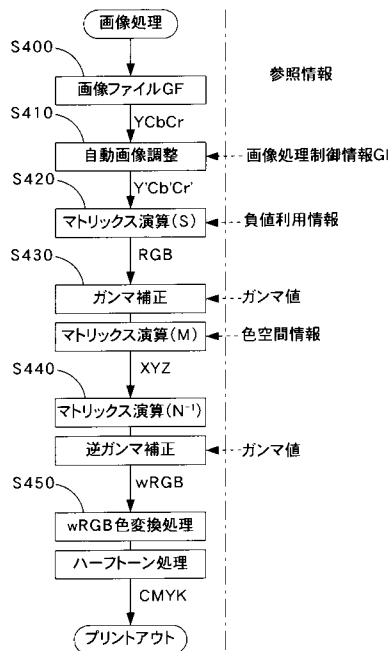 画像処理
S400
参照情報
画像ファイルGF
S410
YCbCr
自動画像調整
画像処理制御情報GI
S420
Y'Cb'Cr'
マトリックス演算(S)
負値利用情報
S430
RGB
ガンマ補正
ガンマ値
マトリックス演算(M)
色空間情報
S440
XYZ
マトリックス演算(N⁻¹)
逆ガンマ補正
ガンマ値
S450
wRGB
wRGB色変換処理
ハーフトーン処理
CMYK
プリントアウト